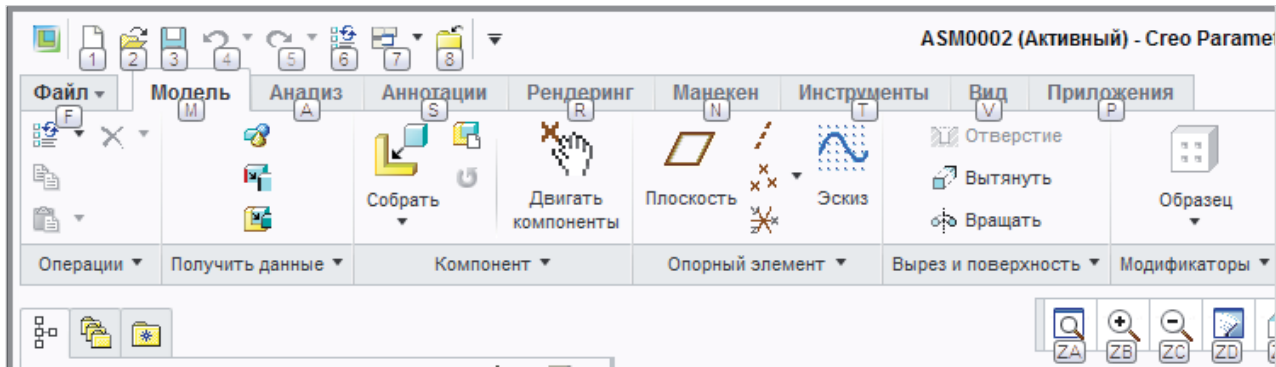 ASM0002 (Активный) - Creo Paramet
1 2 3 4 5 6 7 8
Файл Модель Анализ Аннотации Рендеринг Манекен Инструменты Вид Приложения
F M A S R N T V P
Отверстие
Вытянуть
Собрать Двигать компоненты Плоскость Эскиз Образец
Вращать
Операции Получить данные Компонент Опорный элемент Вырез и поверхность Модификаторы
ZA ZB ZC ZD